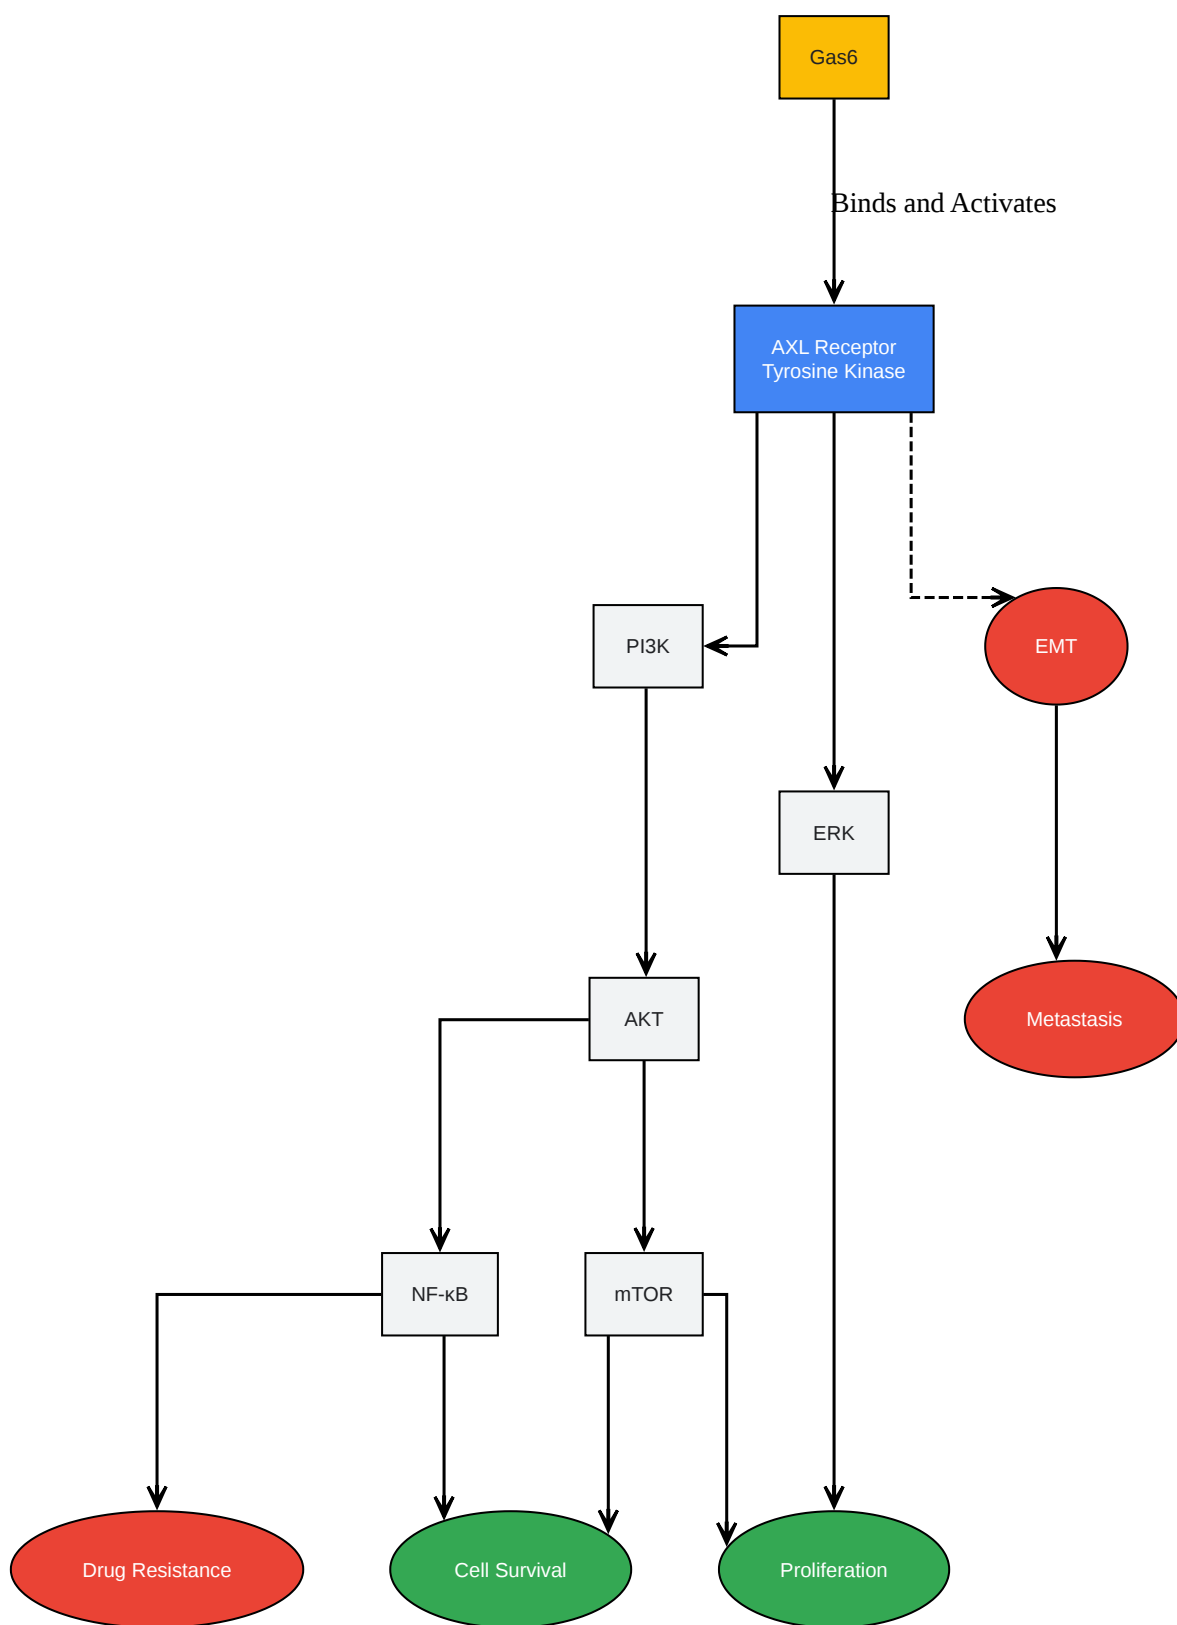 Gas6
Binds and Activates
AXL Receptor
Tyrosine Kinase
PI3K
EMT
ERK
AKT
Metastasis
NF-κB
mTOR
Drug Resistance
Cell Survival
Proliferation